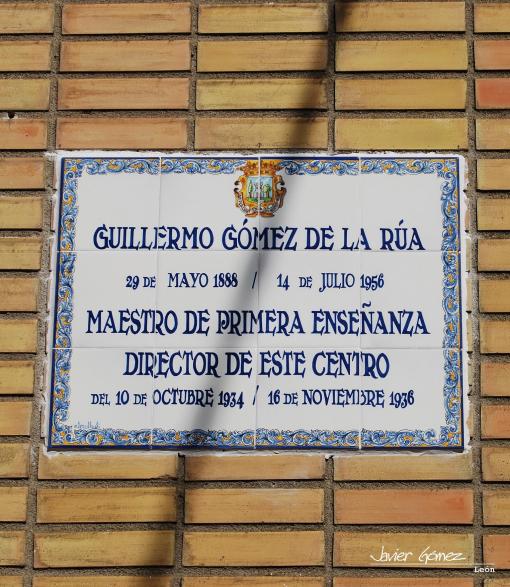 GUILLERMO GÓMEZ DE LA RÚA
29 DE MAYO 1888 / 14 DE JULIO 1956
MAESTRO DE PRIMERA ENSEÑANZA
DIRECTOR DE ESTE CENTRO
DEL 10 DE OCTUBRE 1934 / 16 DE NOVIEMBRE 1936
Javier Gómez
León